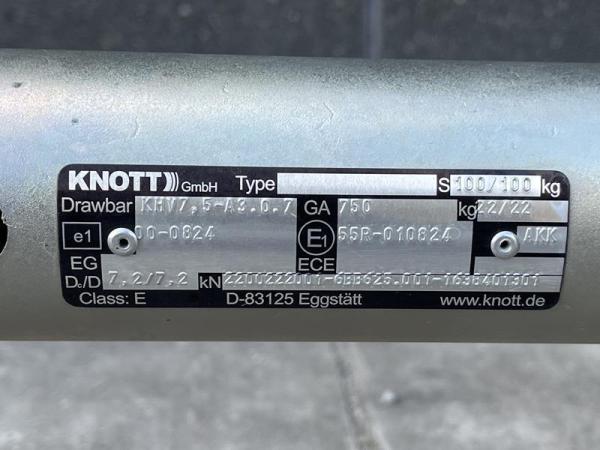 KNOTT GmbH Type S 100/100 kg
Drawbar KHV7,5-A3.0.7 GA 750 kg 22/22
e1 00-0824 E1 55R-010824 AKK
EG ECE
Dc/D 7,2/7,2 kN 2200222001-6BB625.001-1638401301
Class: E D-83125 Eggstätt www.knott.de